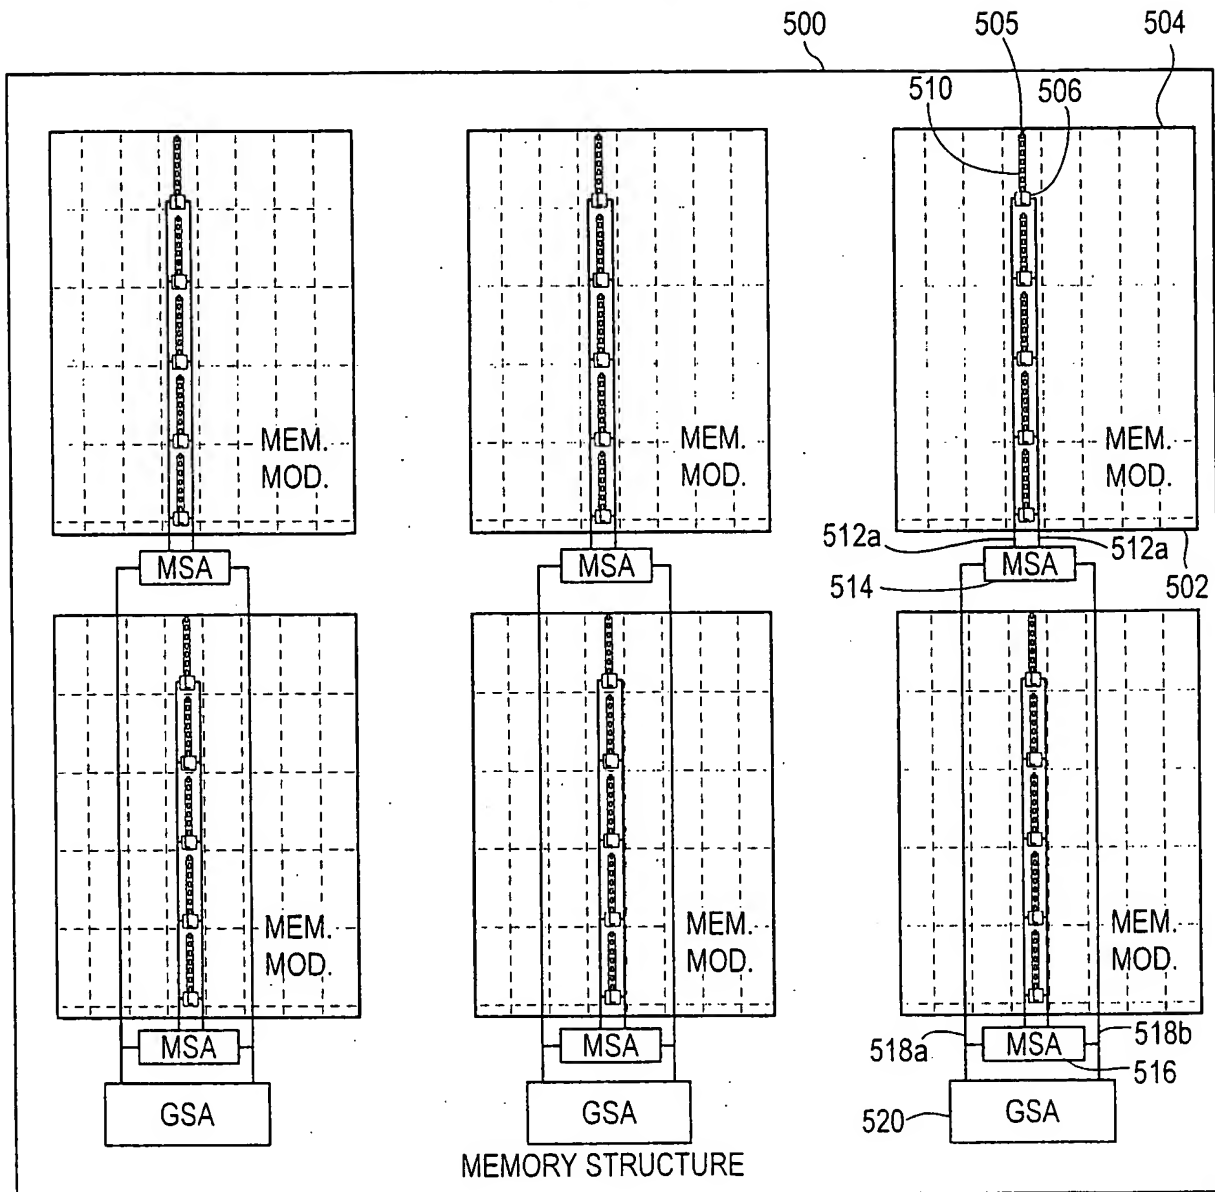 500
505
504
510
506
MEM.
MOD.
MEM.
MOD.
MEM.
MOD.
512a
512a
MSA
MSA
MSA
514
502
MEM.
MOD.
MEM.
MOD.
MEM.
MOD.
MSA
MSA
518a
MSA
518b
516
GSA
GSA
520
GSA
MEMORY STRUCTURE